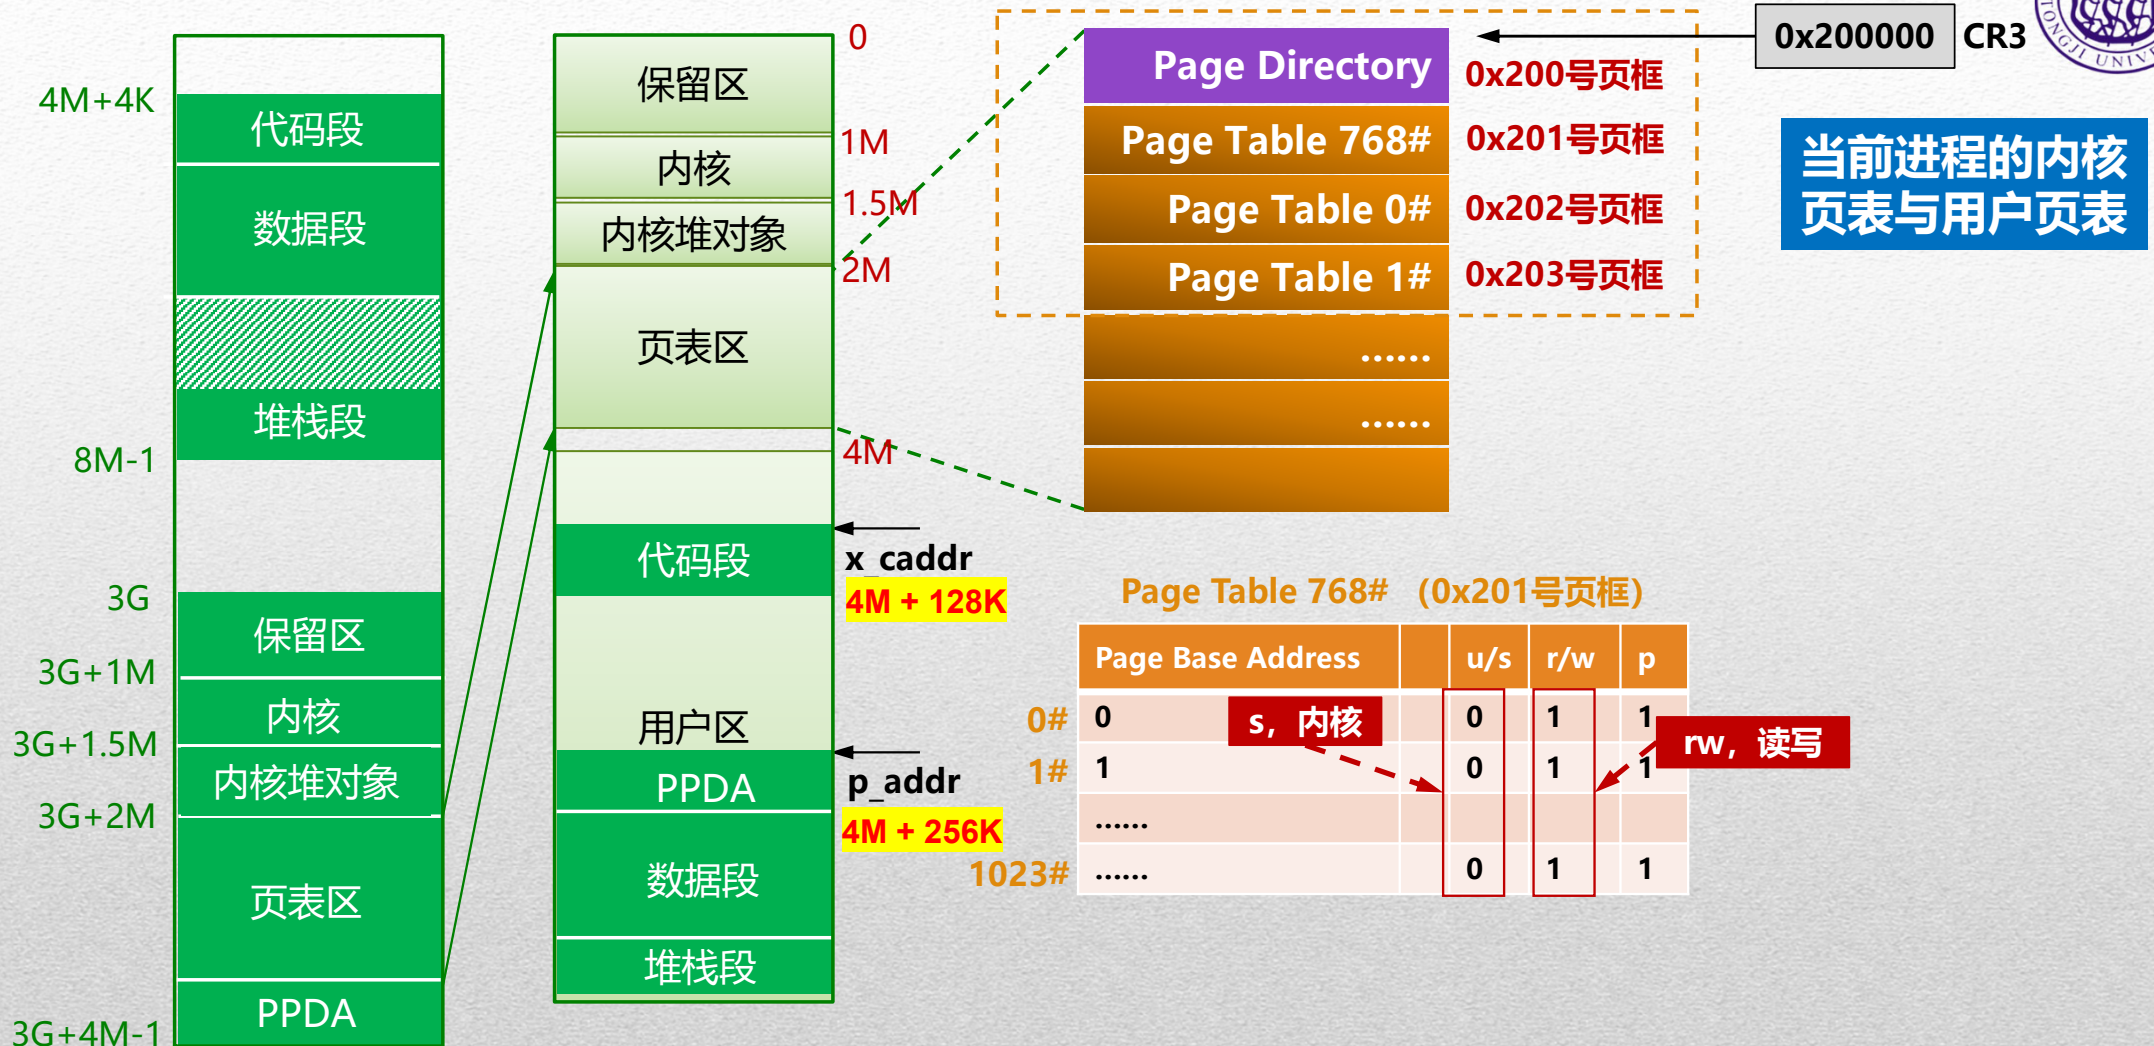 4M+4K
代码段
数据段
堆栈段
8M-1
3G
保留区
3G+1M
内核
3G+1.5M
内核堆对象
3G+2M
页表区
PPDA
3G+4M-1
0
保留区
1M
内核
1.5M
内核堆对象
2M
页表区
4M
代码段
x_caddr
4M + 128K
用户区
PPDA
p_addr
4M + 256K
数据段
堆栈段
0x200000 CR3
Page Directory 0x200号页框
Page Table 768# 0x201号页框
Page Table 0# 0x202号页框
Page Table 1# 0x203号页框
......
......
当前进程的内核
页表与用户页表
Page Table 768# (0x201号页框)
Page Base Address u/s r/w p
0# 0 0 1 1
s，内核
rw，读写
1# 1 0 1 1
......
1023# ...... 0 1 1